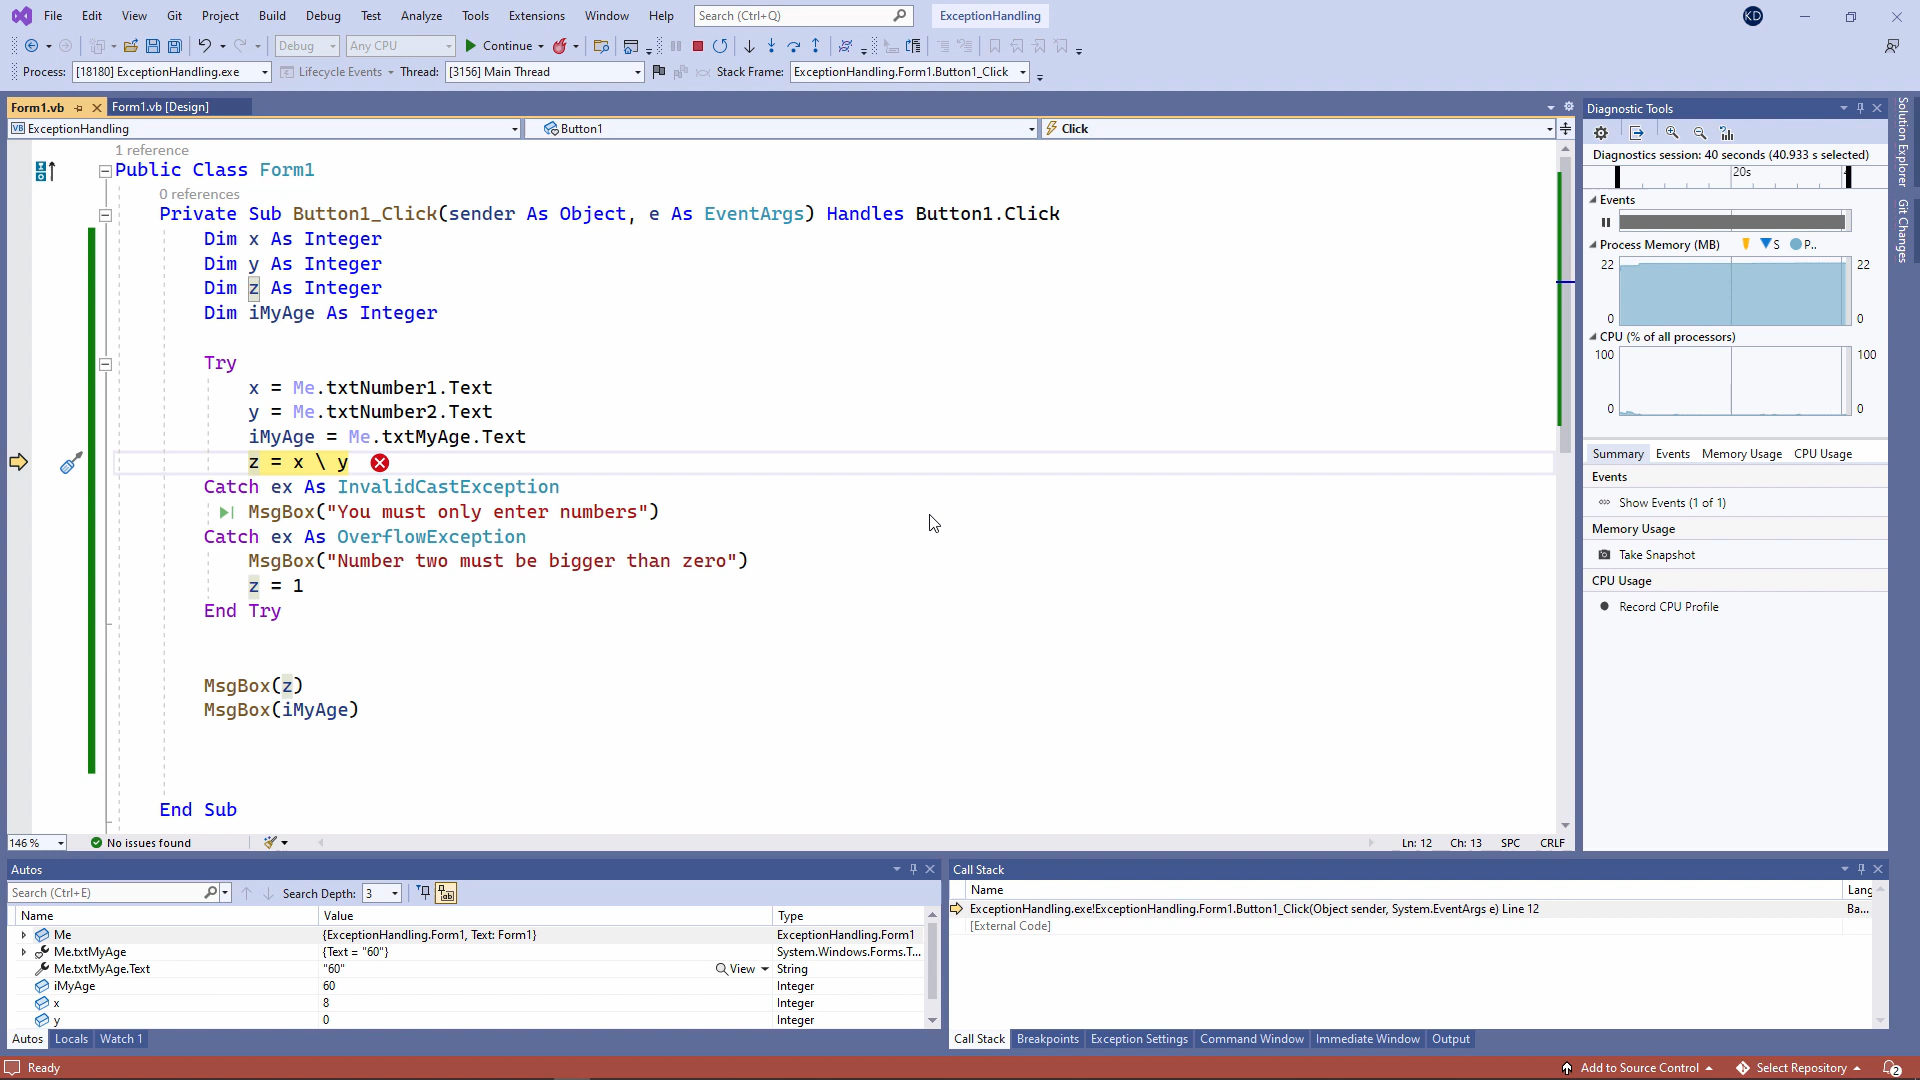 File Edit View Git Project Build Debug Test Analyze Tools Extensions Window Help Search (Ctrl+Q) ExceptionHandling KD
Debug Any CPU Continue
Process: [18180] ExceptionHandling.exe Lifecycle Events Thread: [3156] Main Thread Stack Frame: ExceptionHandling.Form1.Button1_Click
Form1.vb Form1.vb [Design]
VB ExceptionHandling Button1 Click
1 reference
Public Class Form1
0 references
Private Sub Button1_Click(sender As Object, e As EventArgs) Handles Button1.Click
Dim x As Integer
Dim y As Integer
Dim z As Integer
Dim iMyAge As Integer
Try
x = Me.txtNumber1.Text
y = Me.txtNumber2.Text
iMyAge = Me.txtMyAge.Text
z = x \ y
Catch ex As InvalidCastException
MsgBox("You must only enter numbers")
Catch ex As OverflowException
MsgBox("Number two must be bigger than zero")
z = 1
End Try
MsgBox(z)
MsgBox(iMyAge)
End Sub
146 % No issues found Ln: 12 Ch: 13 SPC CRLF
Diagnostic Tools
Diagnostics session: 40 seconds (40.933 s selected)
20s
Events
Process Memory (MB) S P..
22 22
0 0
CPU (% of all processors)
100 100
0 0
Summary Events Memory Usage CPU Usage
Events
Show Events (1 of 1)
Memory Usage
Take Snapshot
CPU Usage
Record CPU Profile
Solution Explorer
Git Changes
Autos
Search (Ctrl+E) Search Depth: 3
Name Value Type
Me {ExceptionHandling.Form1, Text: Form1} ExceptionHandling.Form1
Me.txtMyAge {Text = "60"} System.Windows.Forms.T...
Me.txtMyAge.Text "60" View String
iMyAge 60 Integer
x 8 Integer
y 0 Integer
Autos Locals Watch 1
Call Stack
Name Lang
ExceptionHandling.exe!ExceptionHandling.Form1.Button1_Click(Object sender, System.EventArgs e) Line 12 Ba...
[External Code]
Call Stack Breakpoints Exception Settings Command Window Immediate Window Output
Ready Add to Source Control Select Repository 2